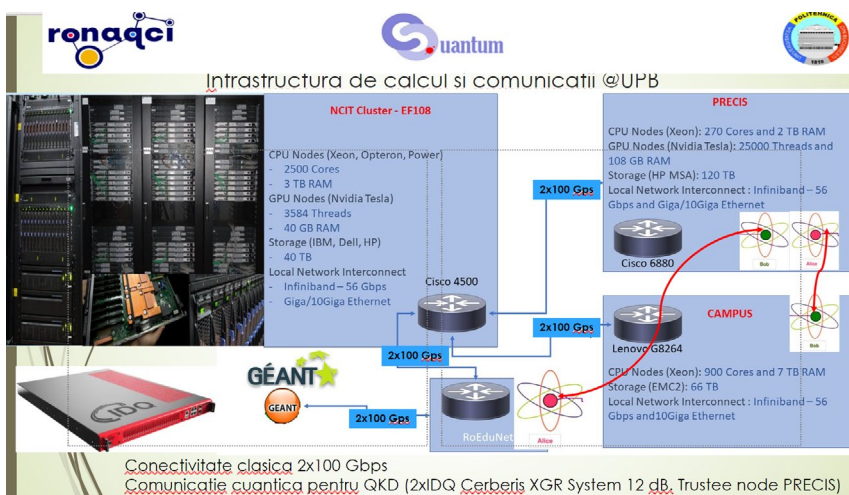 ronaqci
Quantum
POLITEHNICA
1818
Infrastructura de calcul si comunicatii @UPB
NCIT Cluster - EF108
CPU Nodes (Xeon, Opteron, Power)
- 2500 Cores
- 3 TB RAM
GPU Nodes (Nvidia Tesla)
- 3584 Threads
- 40 GB RAM
Storage (IBM, Dell, HP)
- 40 TB
Local Network Interconnect
- Infiniband – 56 Gbps
- Giga/10Giga Ethernet
Cisco 4500
PRECIS
CPU Nodes (Xeon): 270 Cores and 2 TB RAM
GPU Nodes (Nvidia Tesla): 25000 Threads and
108 GB RAM
Storage (HP MSA): 120 TB
Local Network Interconnect : Infiniband – 56
Gbps and Giga/10Giga Ethernet
2x100 Gps
Cisco 6880
Bob
Alice
2x100 Gps
Lenovo G8264
CAMPUS
Bob
CPU Nodes (Xeon): 900 Cores and 7 TB RAM
Storage (EMC2): 66 TB
Local Network Interconnect : Infiniband – 56
Gbps and10Giga Ethernet
2x100 Gps
GÉANT
GEANT
2x100 Gps
RoEduNet
Alice
IDQ
Conectivitate clasica 2x100 Gbps
Comunicatie cuantica pentru QKD (2xIDQ Cerberis XGR System 12 dB, Trustee node PRECIS)